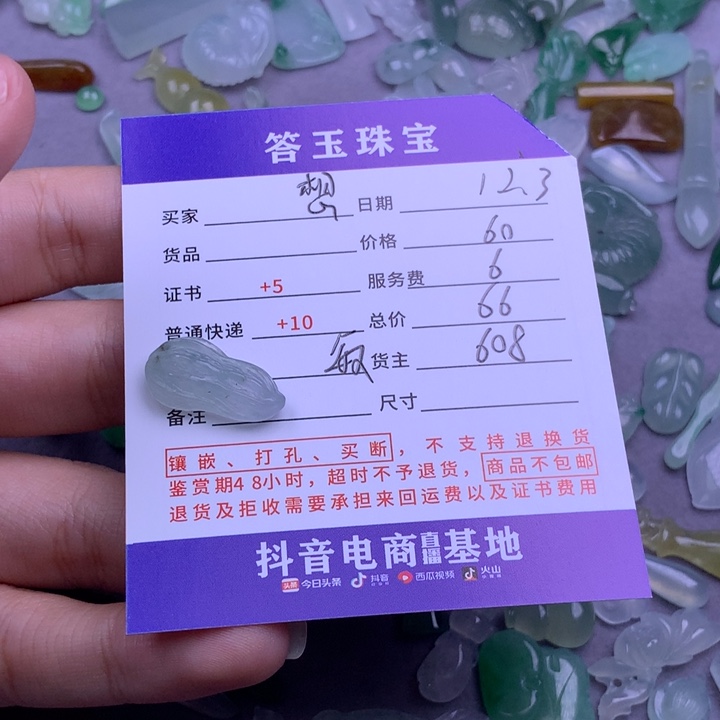 答玉珠宝
买家 想 日期 123
货品 价格 60
证书 +5 服务费 6
普通快递 +10 总价 66
货主 608
备注 尺寸
镶嵌、打孔、买断，不支持退换货
鉴赏期48小时，超时不予退货，商品不包邮
退货及拒收需要承担来回运费以及证书费用
抖音电商直播基地
头条 今日头条 抖音 西瓜视频 火山